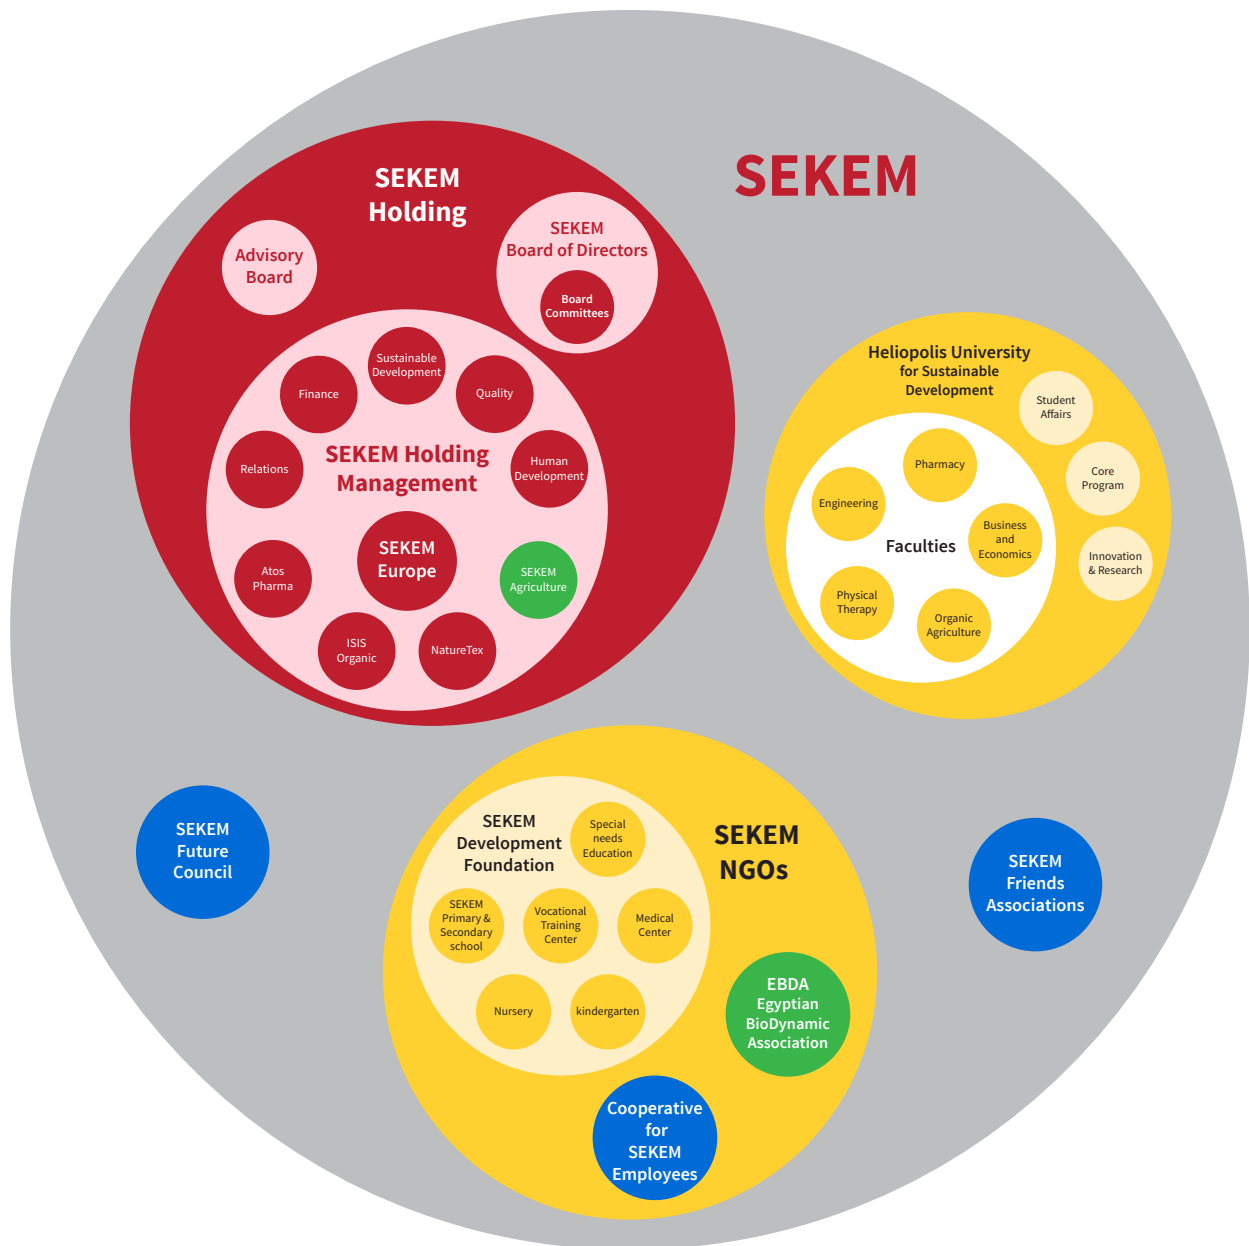 SEKEM
SEKEM
Holding
Advisory
Board
SEKEM
Board of Directors
Board
Committees
Sustainable
Development
Finance
Quality
Relations
SEKEM Holding
Management
Human
Development
SEKEM
Europe
Atos
Pharma
SEKEM
Agriculture
ISIS
Organic
NatureTex
Heliopolis University
for Sustainable
Development
Student
Affairs
Core
Program
Innovation
& Research
Pharmacy
Engineering
Business
and
Economics
Faculties
Physical
Therapy
Organic
Agriculture
SEKEM
Future
Council
SEKEM
Friends
Associations
SEKEM
NGOs
SEKEM
Development
Foundation
Special
needs
Education
SEKEM
Primary &
Secondary
school
Vocational
Training
Center
Medical
Center
Nursery
kindergarten
EBDA
Egyptian
BioDynamic
Association
Cooperative
for
SEKEM
Employees